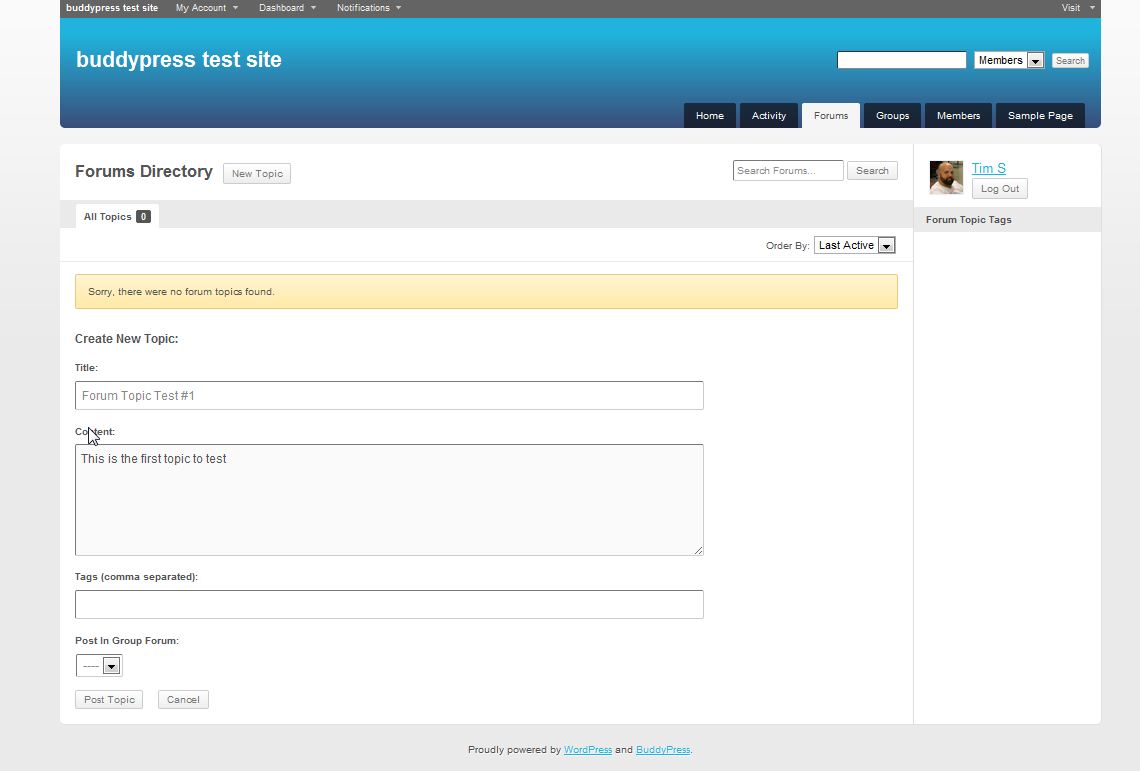 buddypress test site My Account Dashboard Notifications Visit
buddypress test site
Members Search
Home Activity Forums Groups Members Sample Page
Forums Directory New Topic Search Forums... Search
Tim S
Log Out
All Topics 0
Forum Topic Tags
Order By: Last Active
Sorry, there were no forum topics found.
Create New Topic:
Title:
Forum Topic Test #1
Content:
This is the first topic to test
Tags (comma separated):
Post In Group Forum:
----
Post Topic Cancel
Proudly powered by WordPress and BuddyPress.